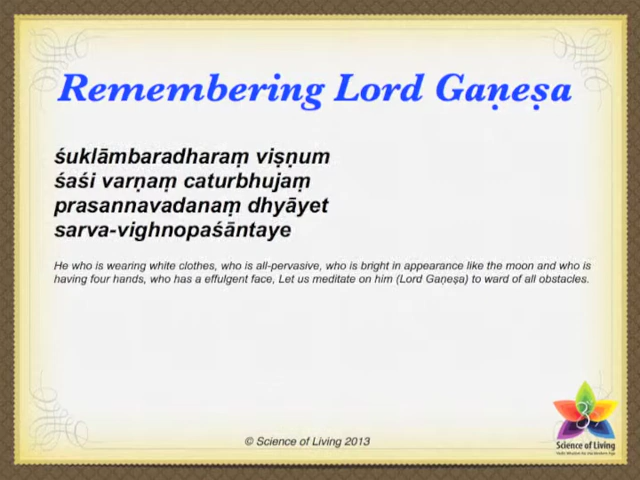 Remembering Lord Gaṇeṣa
śuklāmbaradharaṃ viṣṇum
śaśi varṇaṃ caturbhujaṃ
prasannavadanaṃ dhyāyet
sarva-vighnopaśāntaye
He who is wearing white clothes, who is all-pervasive, who is bright in appearance like the moon and who is
having four hands, who has a effulgent face, Let us meditate on him (Lord Gaṇeṣa) to ward of all obstacles.
ॐ
Science of Living
© Science of Living 2013